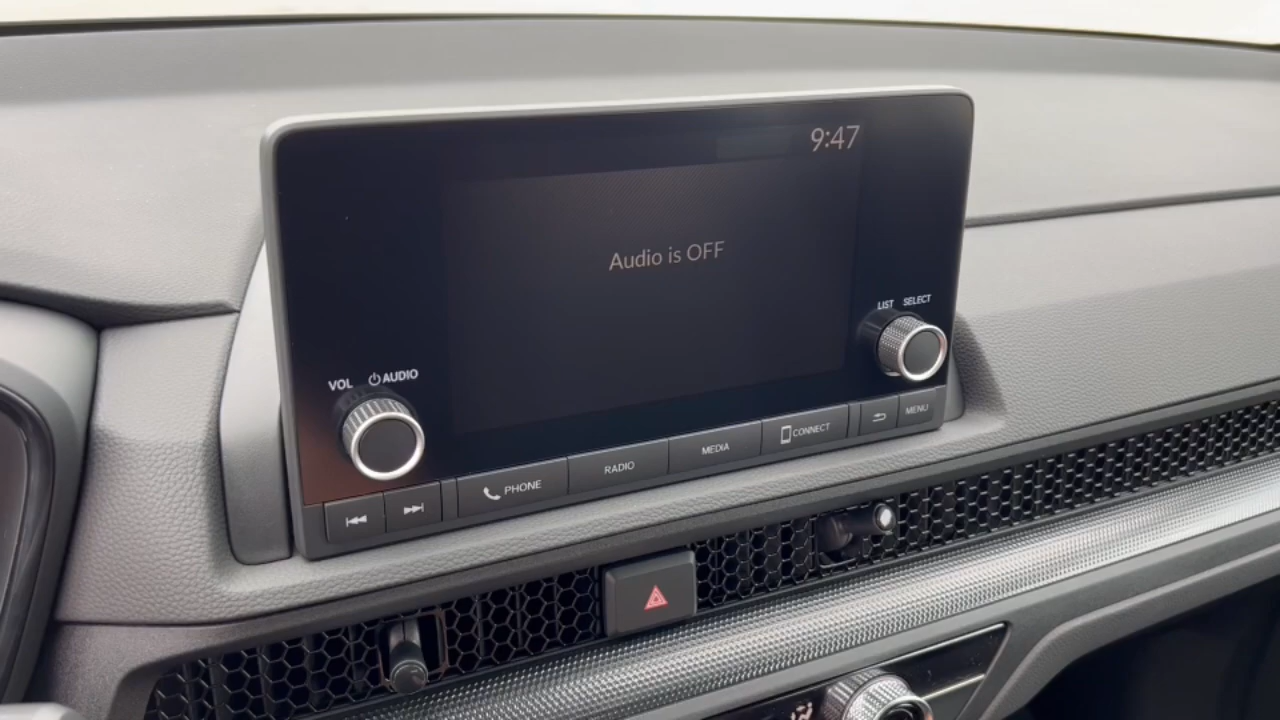 9:47
Audio is OFF
LIST SELECT
VOL AUDIO
CONNECT
MENU
MEDIA
RADIO
PHONE